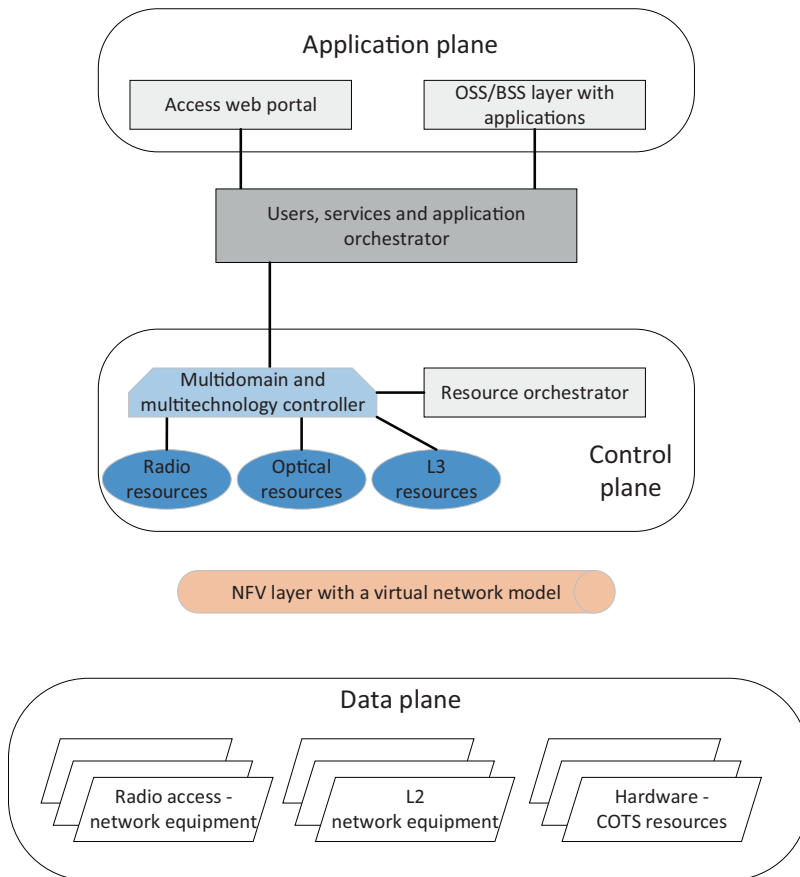 Application plane
Access web portal
OSS/BSS layer with
applications
Users, services and application
orchestrator
Multidomain and
multitechnology controller
Resource orchestrator
Radio
resources
Optical
resources
L3
resources
Control
plane
NFV layer with a virtual network model
Data plane
Radio access -
network equipment
L2
network equipment
Hardware -
COTS resources